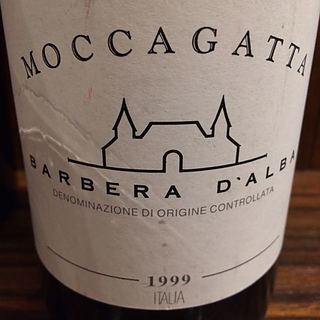 MOCCAGATTA
BARBERA D'ALBA
DENOMINAZIONE DI ORIGINE CONTROLLATA
1999
ITALIA